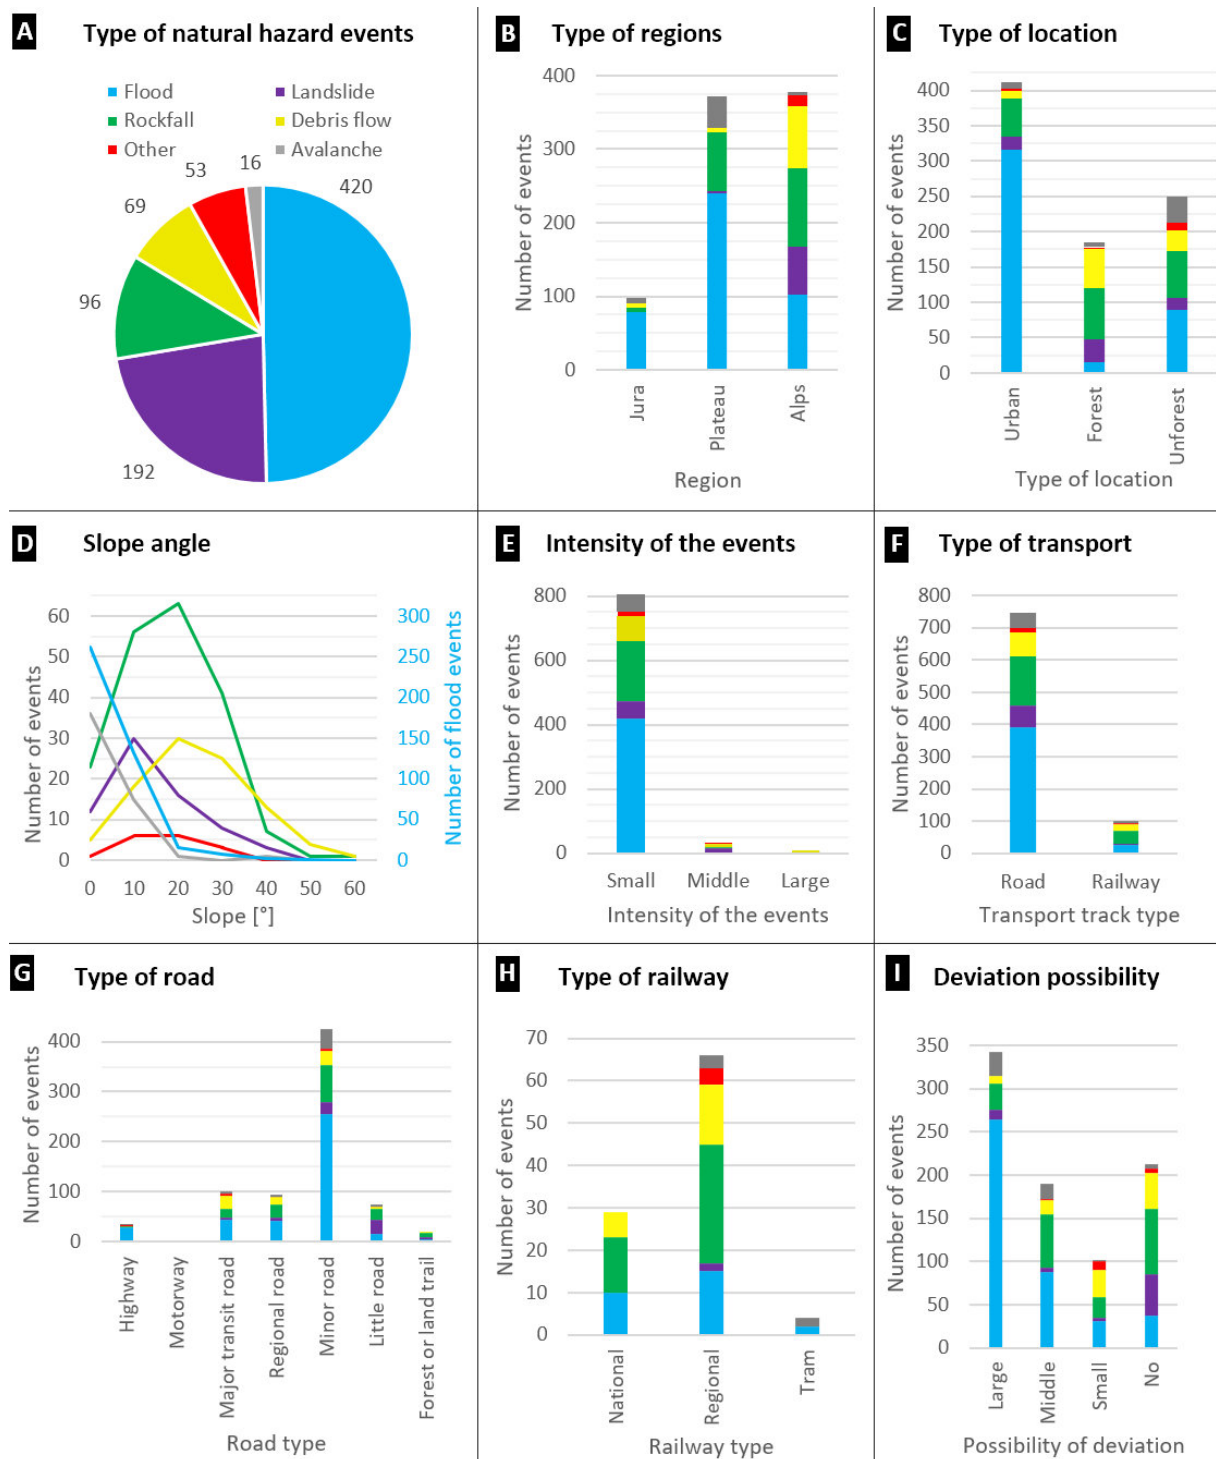 A Type of natural hazard events
Flood Landslide
Rockfall Debris flow
Other Avalanche
16
53
420
69
96
192
B Type of regions
Number of events
400
300
200
100
0
Jura
Plateau
Alps
Region
C Type of location
Number of events
400
350
300
250
200
150
100
50
0
Urban
Forest
Unforest
Type of location
D Slope angle
Number of events
60
50
40
30
20
10
0
300
250
200
150
100
50
0
Number of flood events
0 10 20 30 40 50 60
Slope [°]
E Intensity of the events
Number of events
800
600
400
200
0
Small Middle Large
Intensity of the events
F Type of transport
Number of events
800
700
600
500
400
300
200
100
0
Road Railway
Transport track type
G Type of road
Number of events
400
300
200
100
0
Highway
Motorway
Major transit road
Regional road
Minor road
Little road
Forest or land trail
Road type
H Type of railway
Number of events
70
60
50
40
30
20
10
0
National
Regional
Tram
Railway type
I Deviation possibility
Number of events
350
300
250
200
150
100
50
0
Large
Middle
Small
No
Possibility of deviation